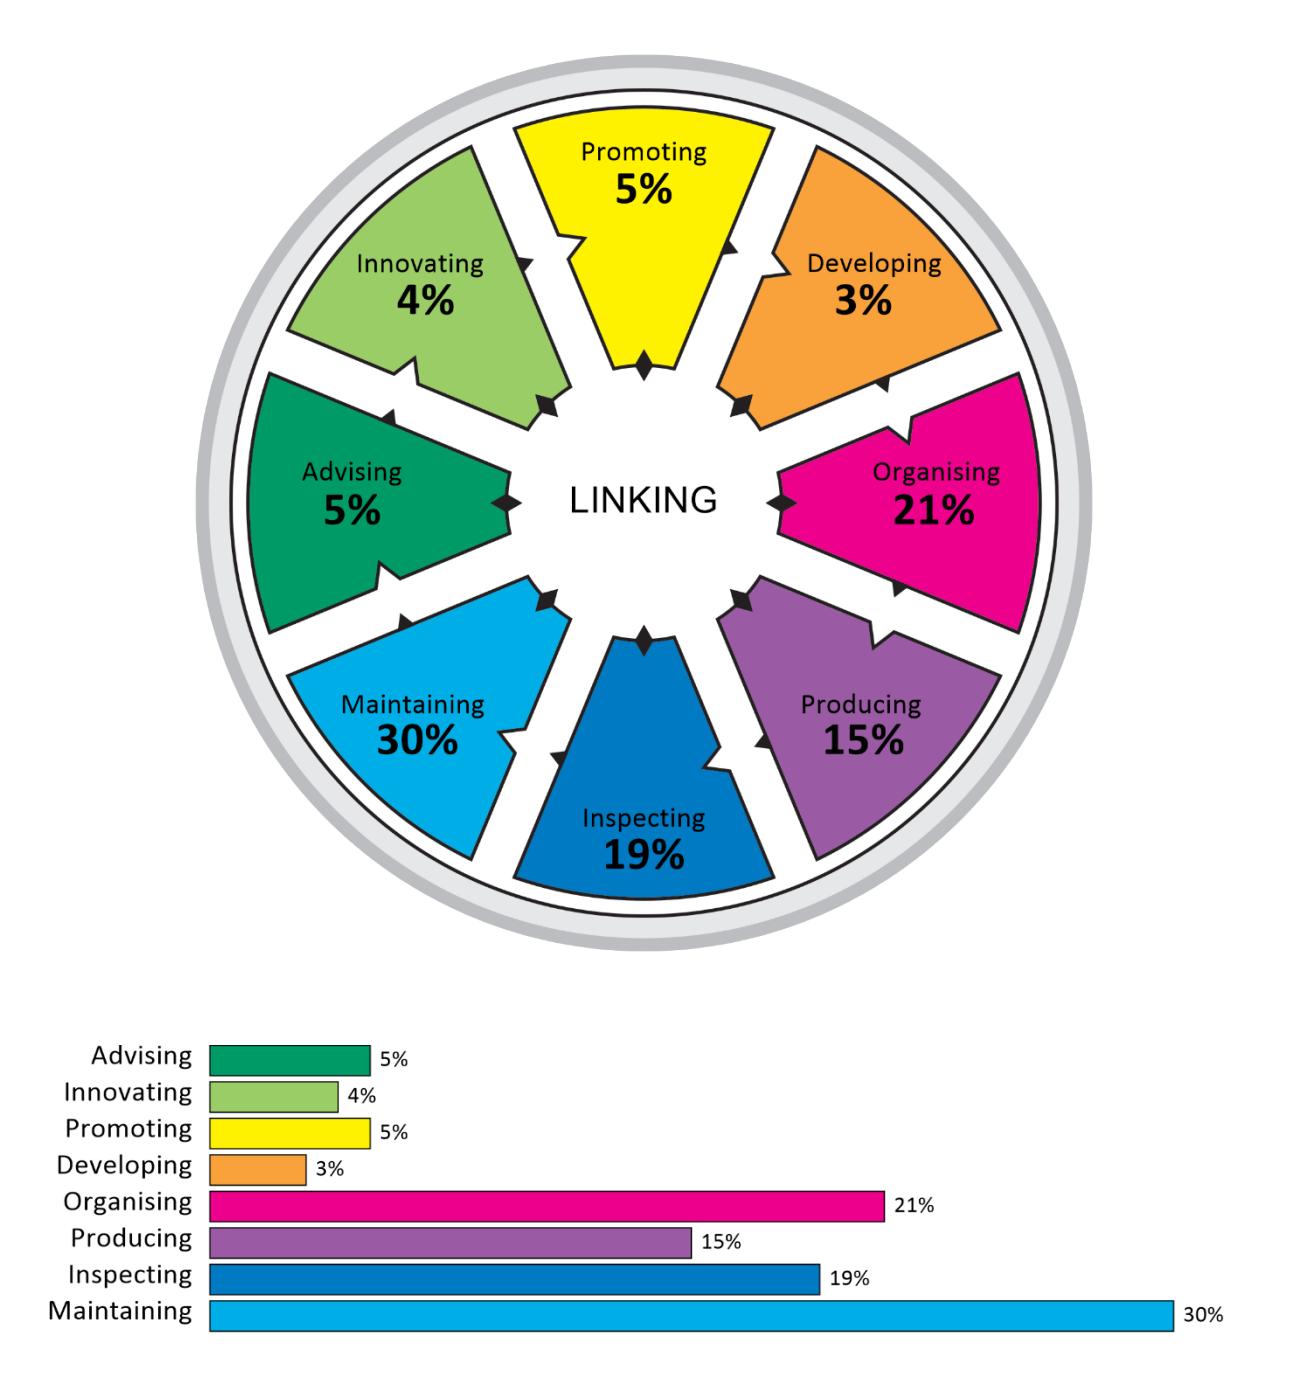 Promoting
5%
Innovating
4%
Developing
3%
Advising
5%
LINKING
Organising
21%
Maintaining
30%
Producing
15%
Inspecting
19%
Advising 5%
Innovating 4%
Promoting 5%
Developing 3%
Organising 21%
Producing 15%
Inspecting 19%
Maintaining 30%